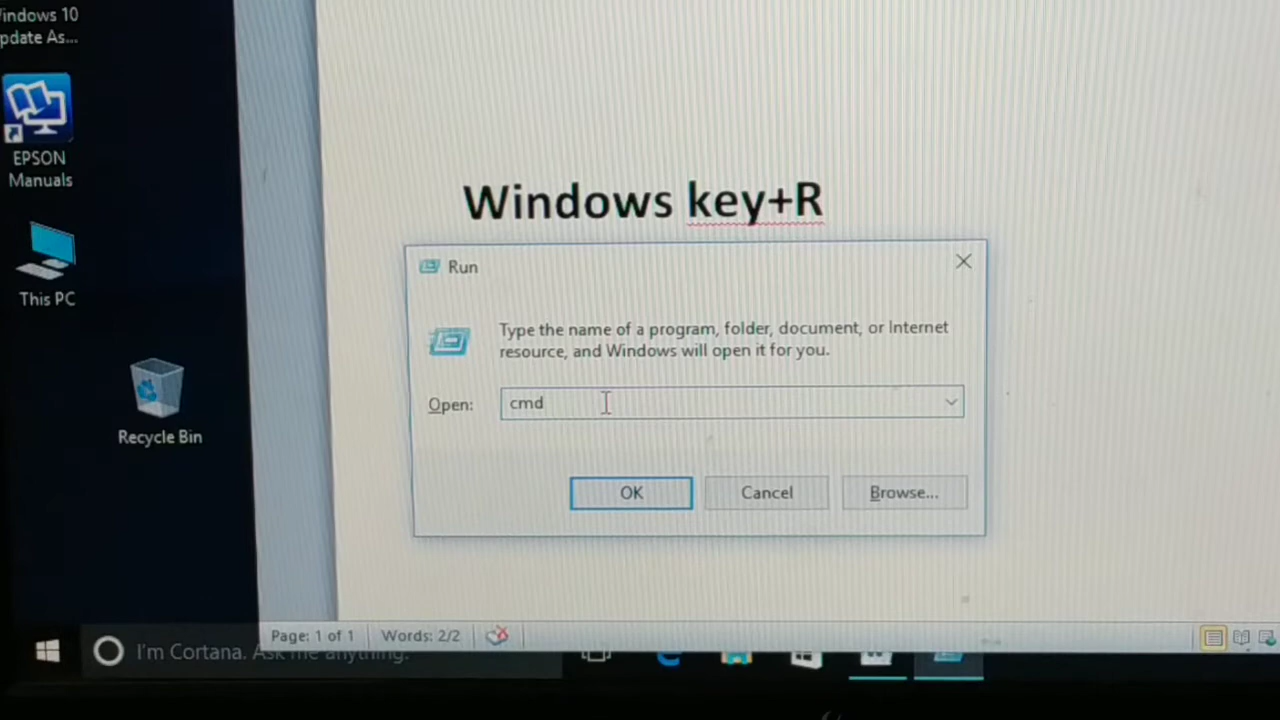 indows 10
pdate As...
EPSON
Manuals
This PC
Recycle Bin
Windows key+R
Run
Type the name of a program, folder, document, or Internet
resource, and Windows will open it for you.
Open:
cmd
OK
Cancel
Browse...
Page: 1 of 1
Words: 2/2
I'm Cortana. Ask me anything.